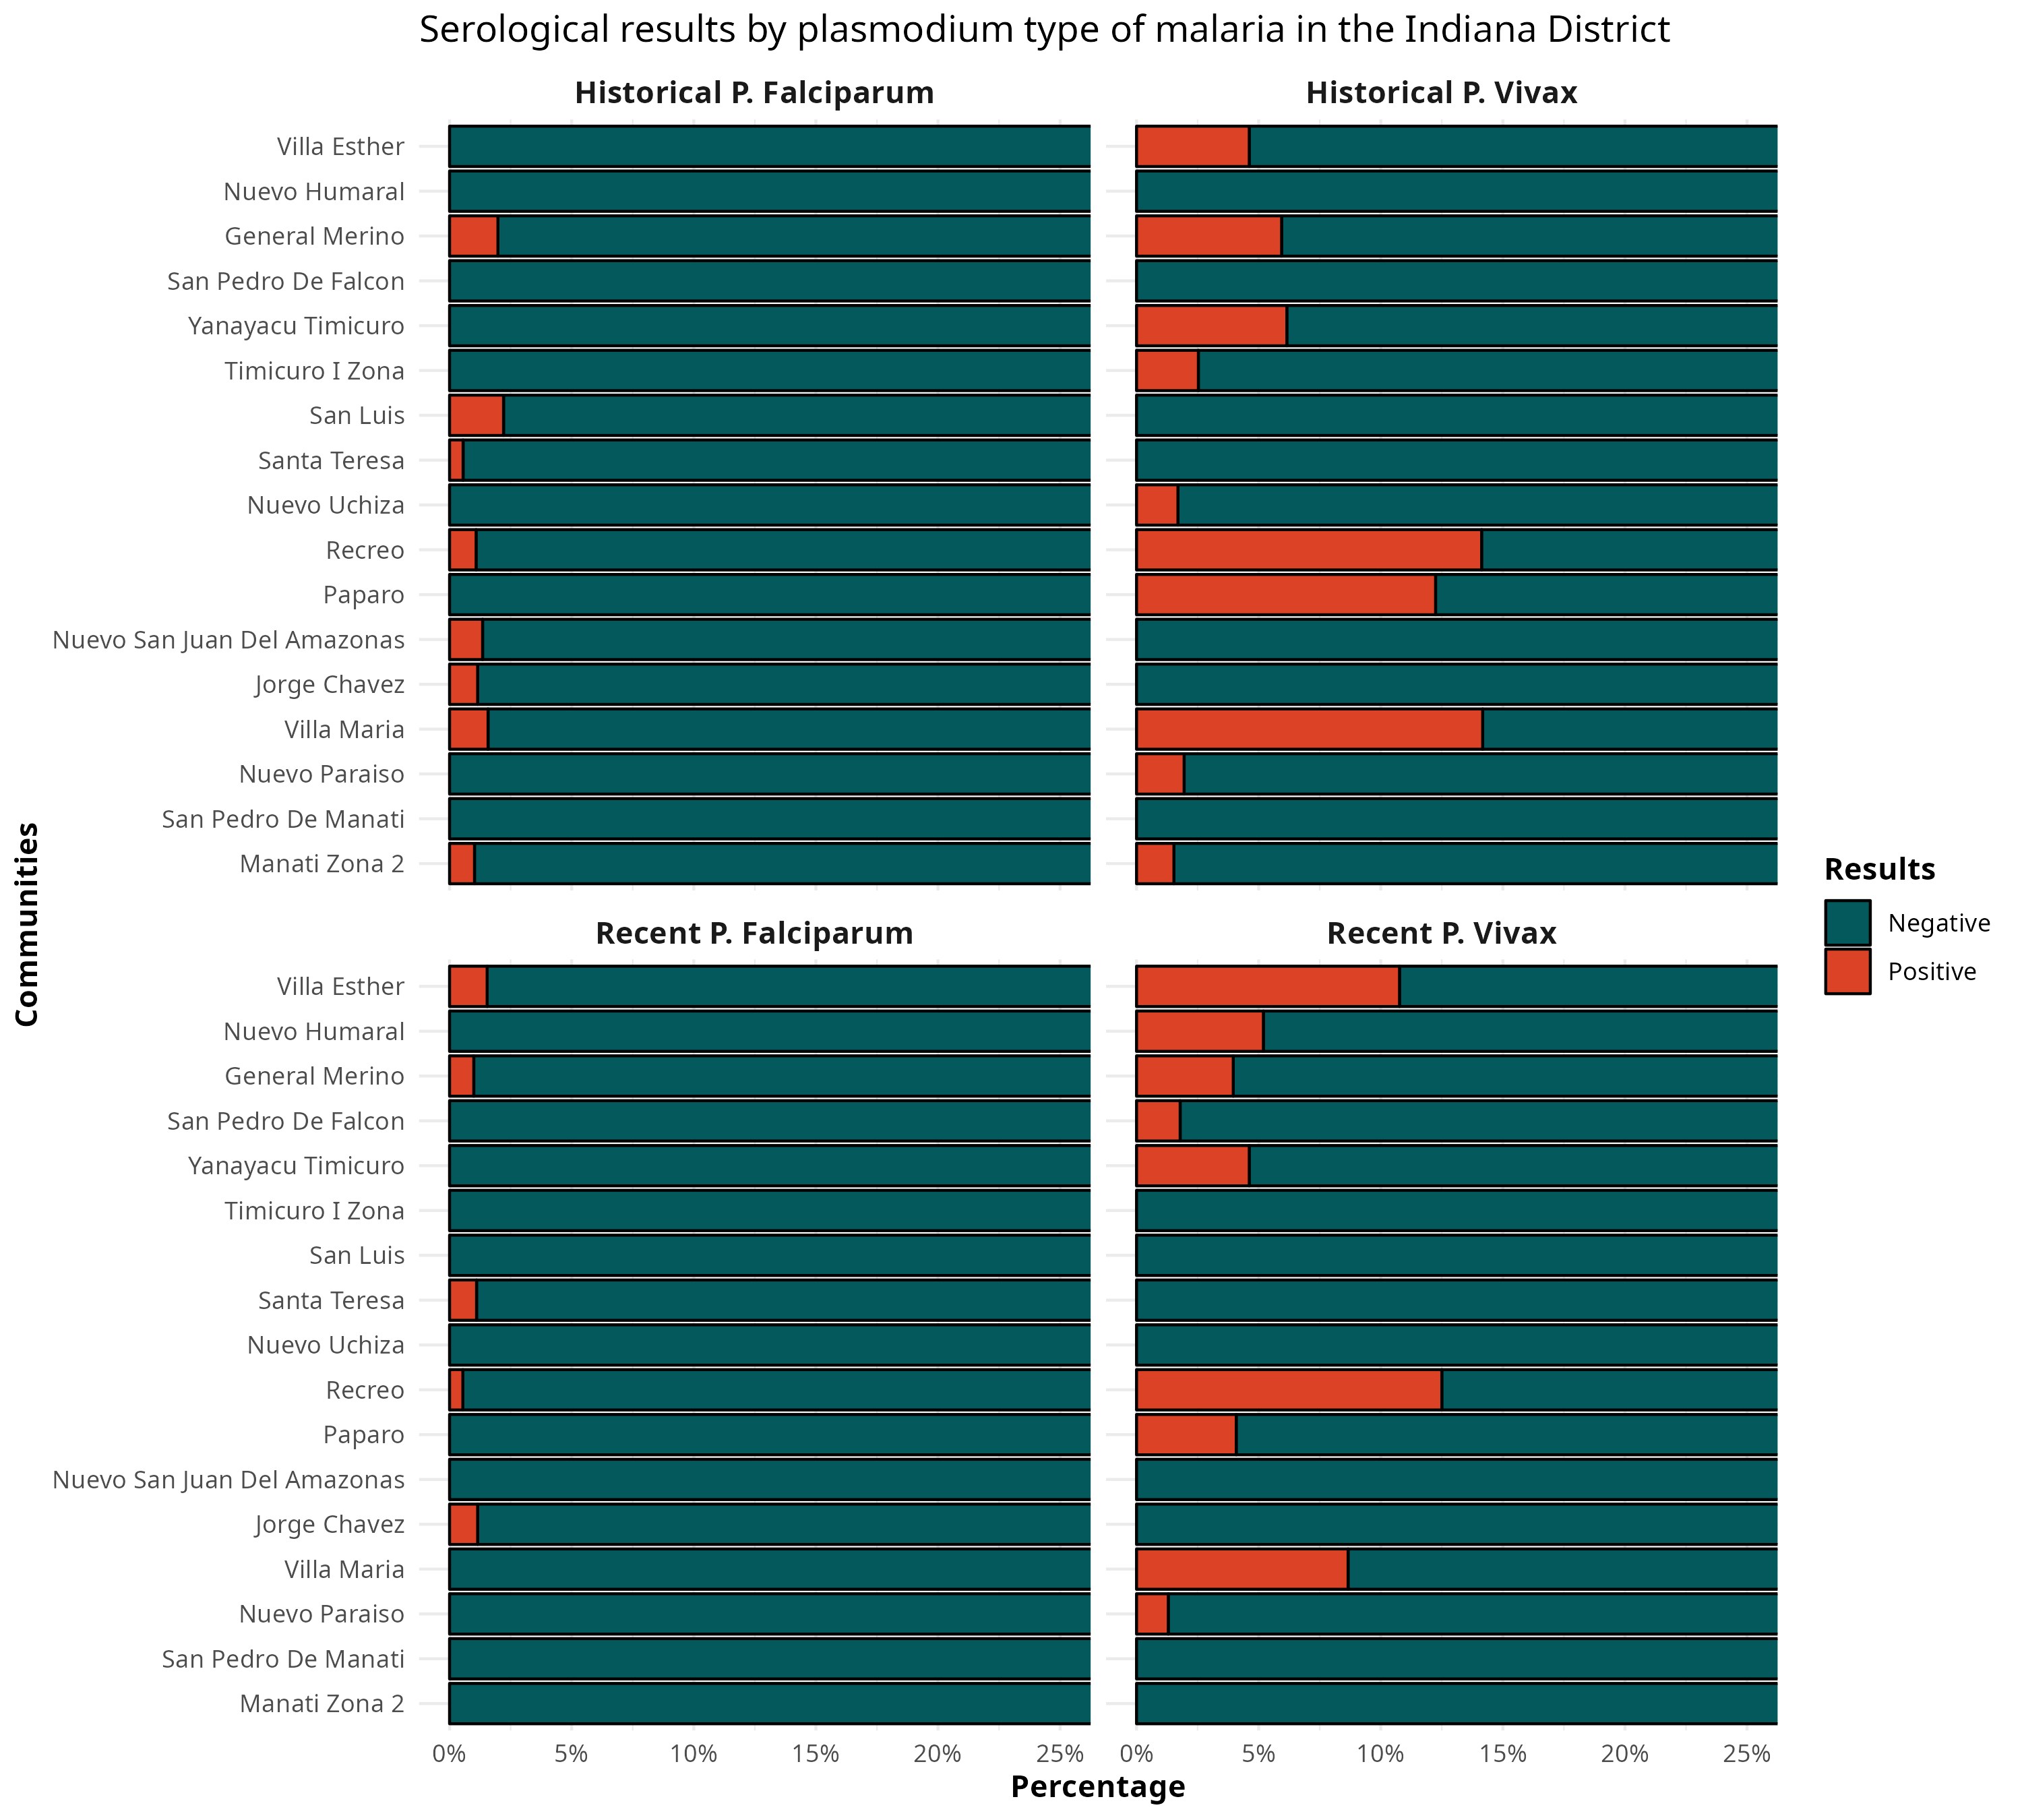 Serological results by plasmodium type of malaria in the Indiana District
Historical P. Falciparum
Historical P. Vivax
Villa Esther
Nuevo Humaral
General Merino
San Pedro De Falcon
Yanayacu Timicuro
Timicuro I Zona
San Luis
Santa Teresa
Nuevo Uchiza
Recreo
Paparo
Nuevo San Juan Del Amazonas
Jorge Chavez
Villa Maria
Nuevo Paraiso
San Pedro De Manati
Manati Zona 2
Communities
Recent P. Falciparum
Recent P. Vivax
Villa Esther
Nuevo Humaral
General Merino
San Pedro De Falcon
Yanayacu Timicuro
Timicuro I Zona
San Luis
Santa Teresa
Nuevo Uchiza
Recreo
Paparo
Nuevo San Juan Del Amazonas
Jorge Chavez
Villa Maria
Nuevo Paraiso
San Pedro De Manati
Manati Zona 2
0% 5% 10% 15% 20% 25%
0% 5% 10% 15% 20% 25%
Percentage
Results
Negative
Positive